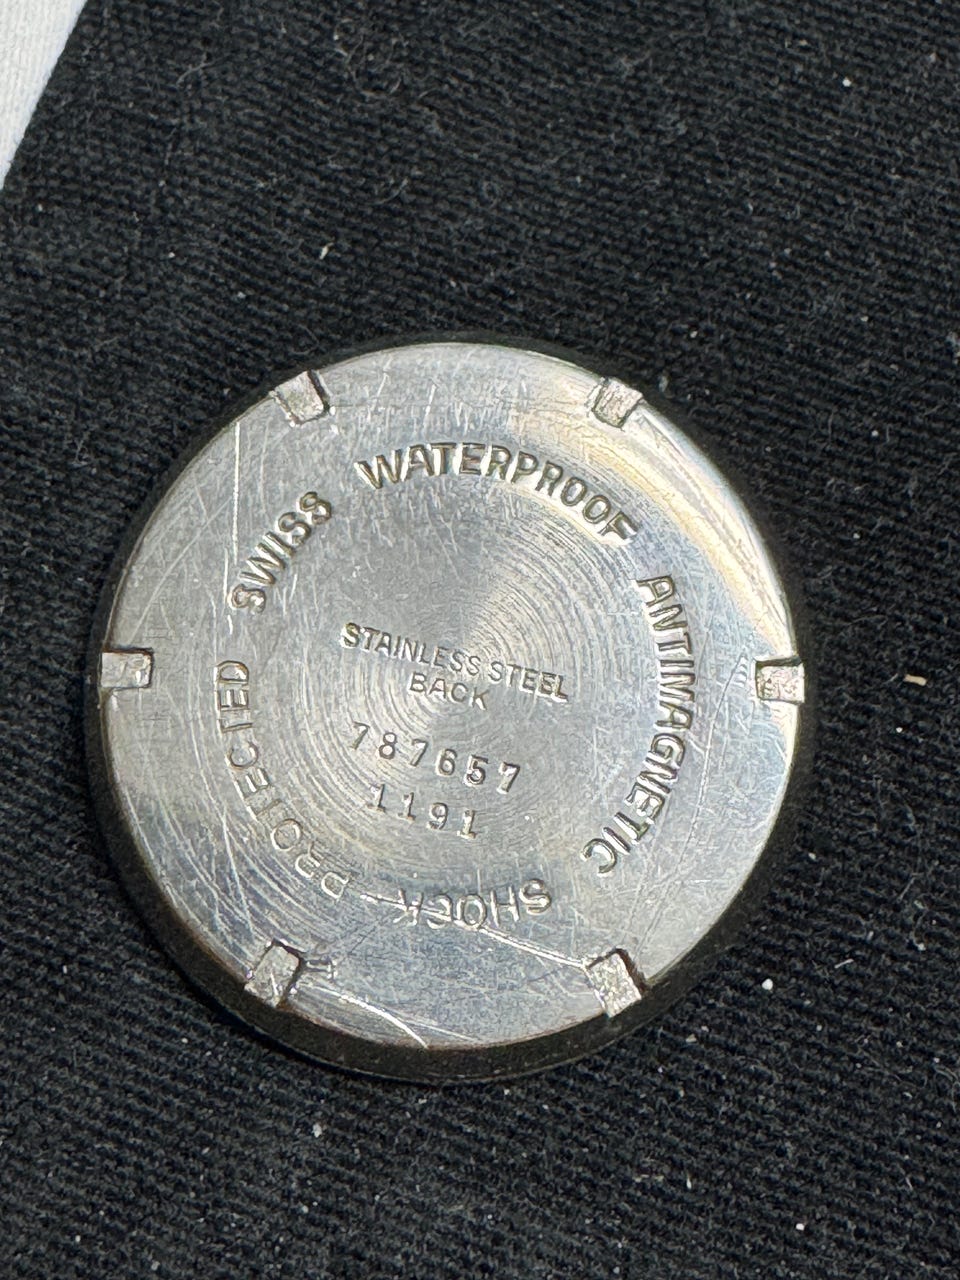 SWISS WATERPROOF ANTIMAGNETIC SHOCK PROTECTED
STAINLESS STEEL
BACK
787657
1191